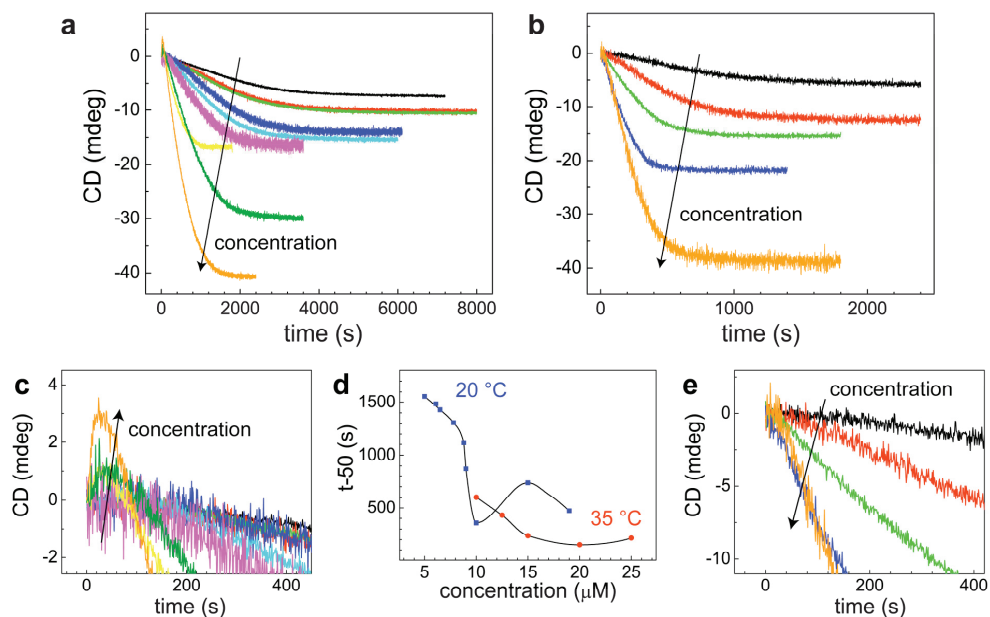 a
CD (mdeg)
0
-10
-20
-30
-40
concentration
0 2000 4000 6000 8000
time (s)
b
CD (mdeg)
0
-10
-20
-30
-40
concentration
0 1000 2000
time (s)
c
CD (mdeg)
4
2
0
-2
concentration
0 200 400
time (s)
d
t-50 (s)
1500
1000
500
20 °C
35 °C
5 10 15 20 25
concentration (μM)
e
CD (mdeg)
0
-5
-10
concentration
0 200 400
time (s)